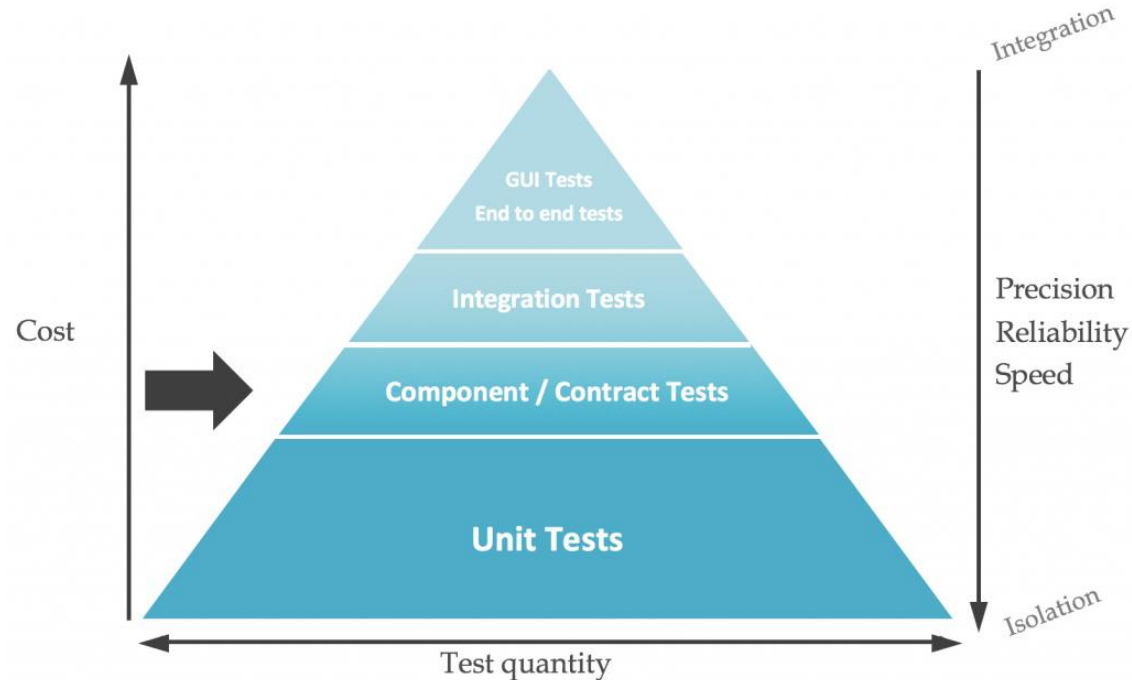 Integration
GUI Tests
End to end tests
Integration Tests
Cost
Precision
Reliability
Speed
Component / Contract Tests
Unit Tests
Isolation
Test quantity